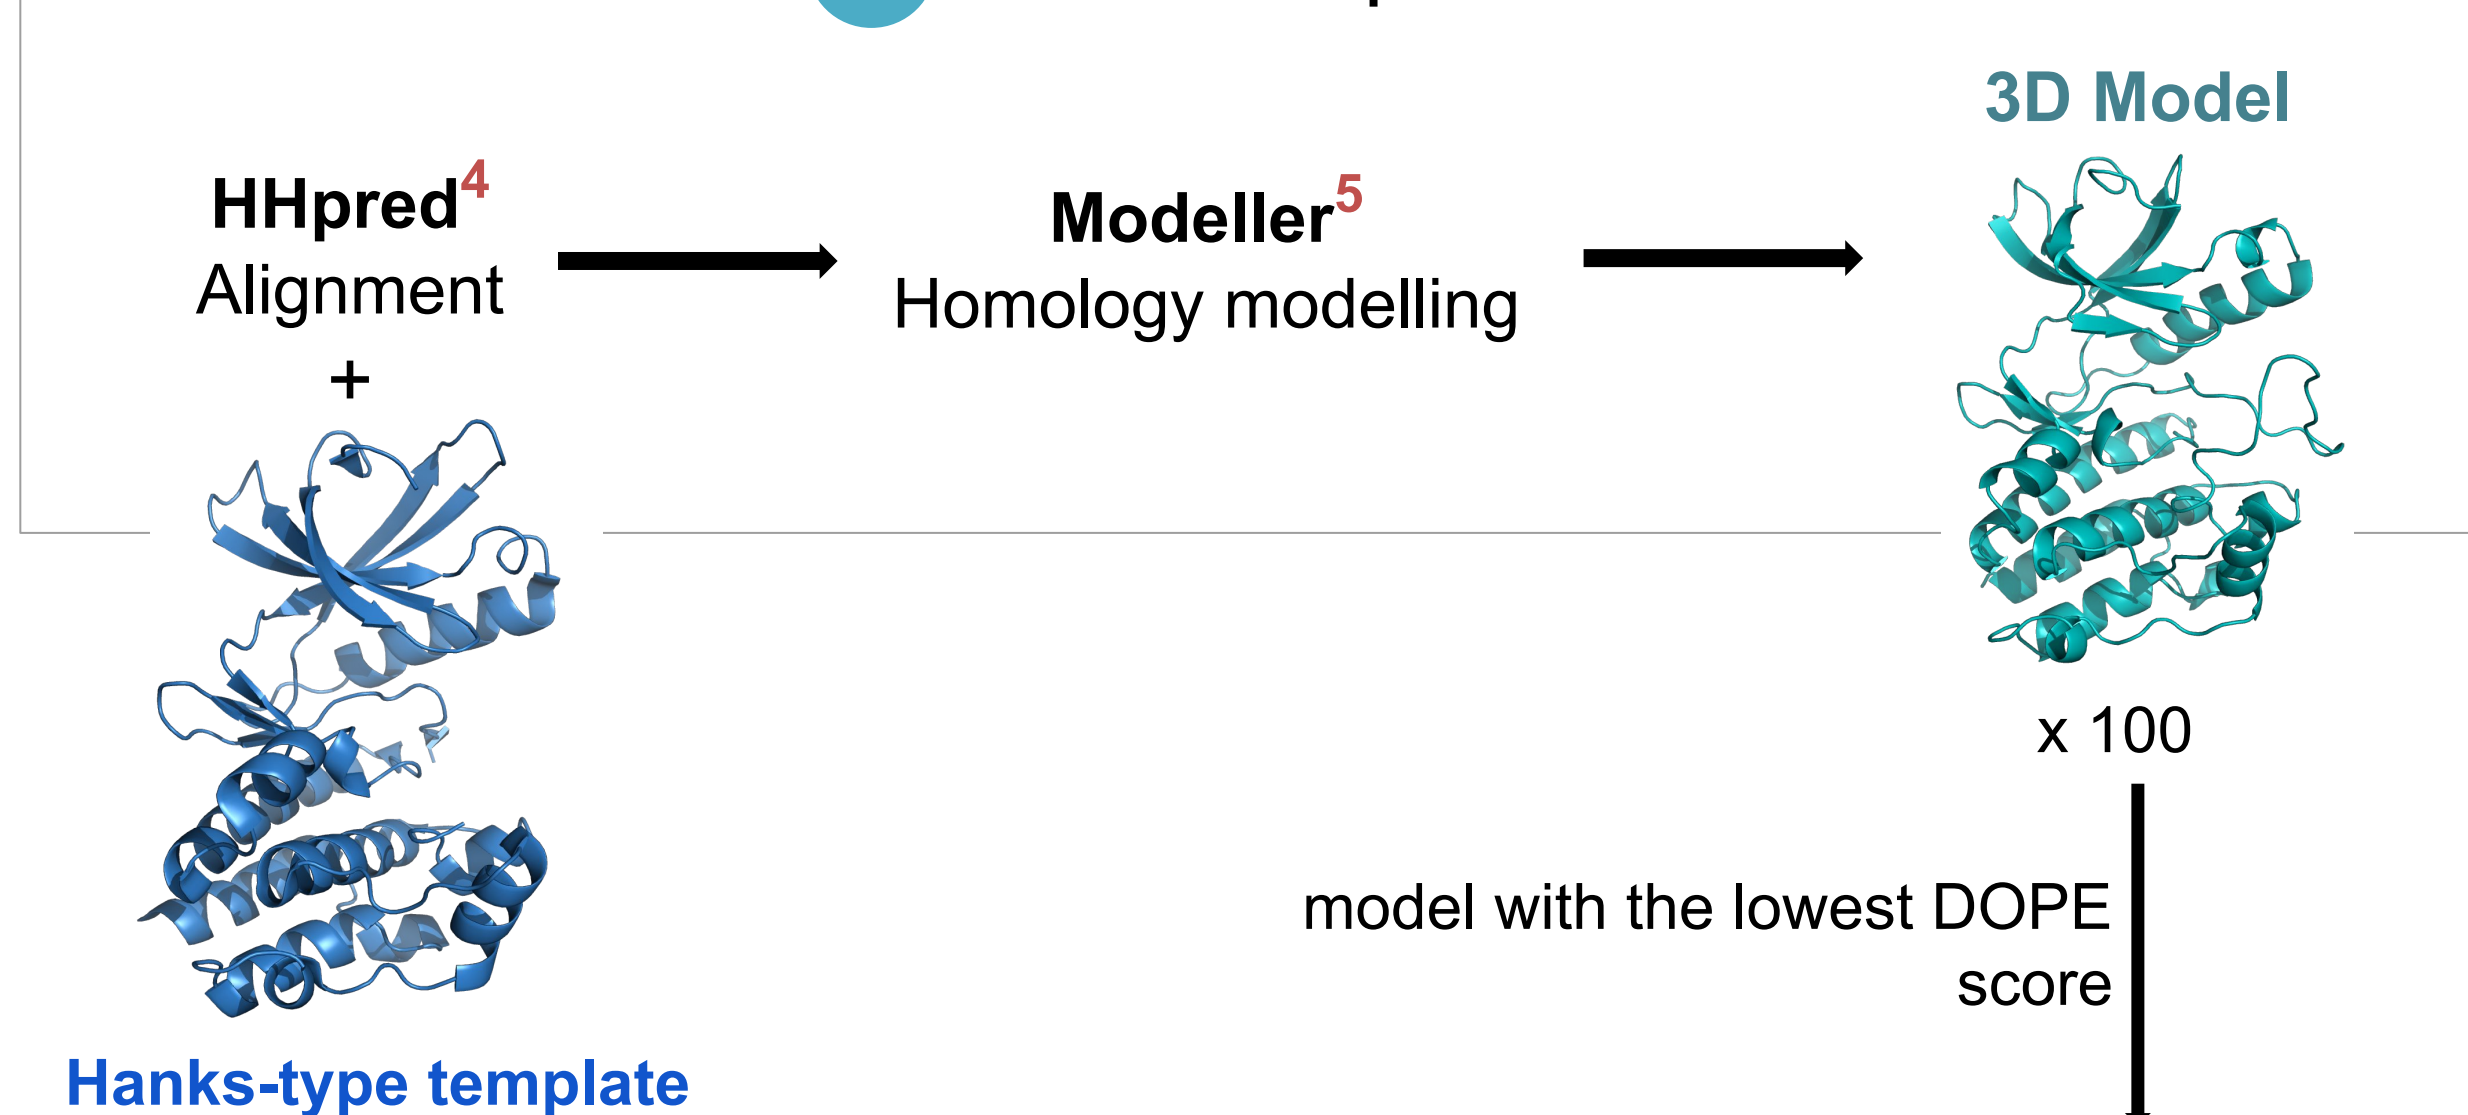 3D Model
HHpred4
Alignment
+
Modeller5
Homology modelling
x 100
model with the lowest DOPE
score
Hanks-type template